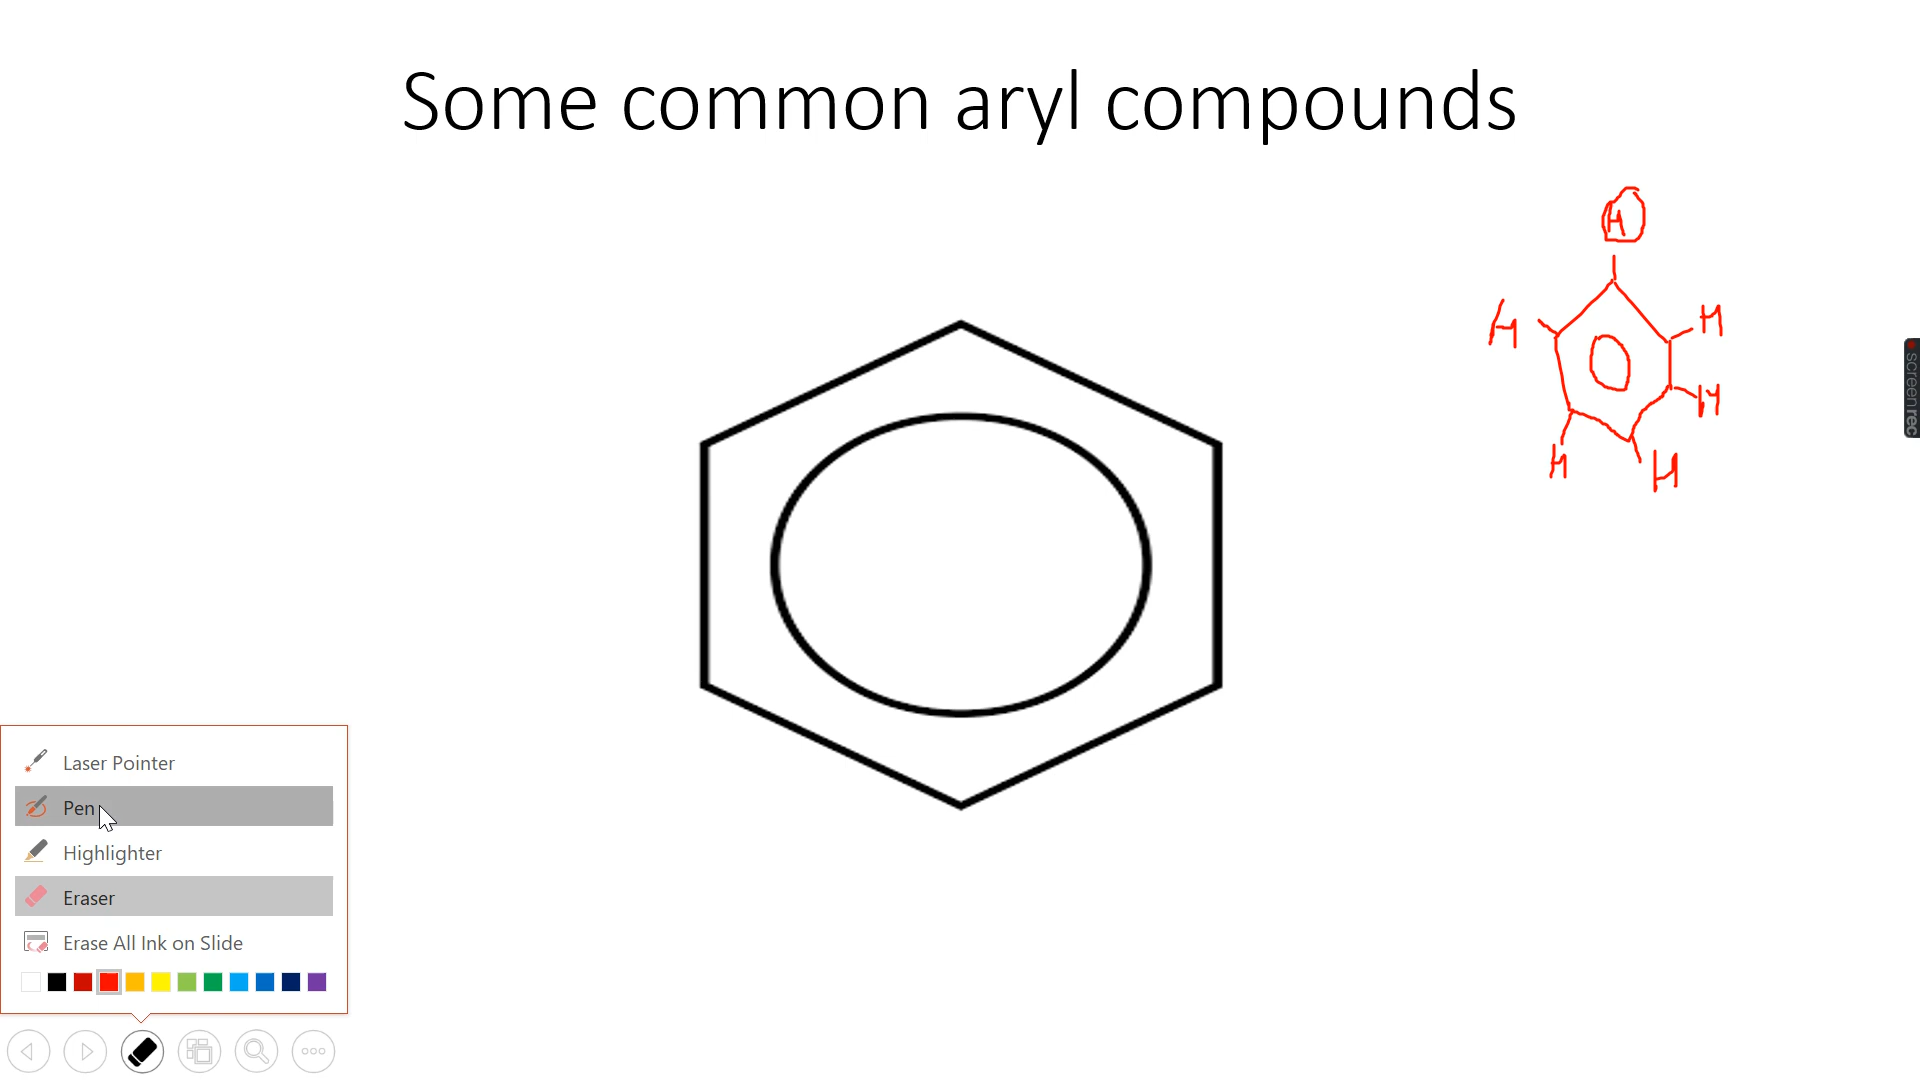 Some common aryl compounds
H
H
H
H
H
H
screenrec
Laser Pointer
Pen
Highlighter
Eraser
Erase All Ink on Slide